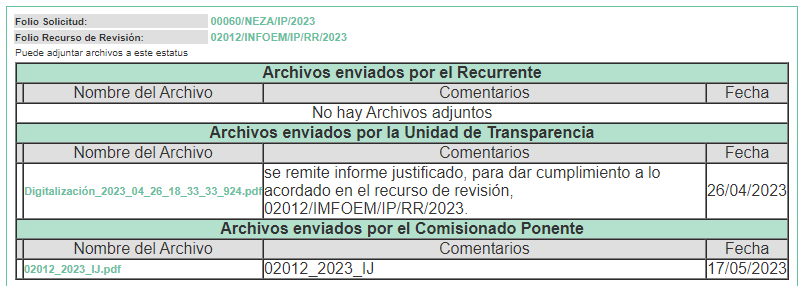 Folio Solicitud: 00060/NEZA/IP/2023
Folio Recurso de Revisión: 02012/INFOEM/IP/RR/2023
Puede adjuntar archivos a este estatus
Archivos enviados por el Recurrente
Nombre del Archivo Comentarios Fecha
No hay Archivos adjuntos
Archivos enviados por la Unidad de Transparencia
Nombre del Archivo Comentarios Fecha
Digitalización_2023_04_26_18_33_33_924.pdf se remite informe justificado, para dar cumplimiento a lo
acordado en el recurso de revisión,
02012/IMFOEM/IP/RR/2023. 26/04/2023
Archivos enviados por el Comisionado Ponente
Nombre del Archivo Comentarios Fecha
02012_2023_IJ.pdf 02012_2023_IJ 17/05/2023